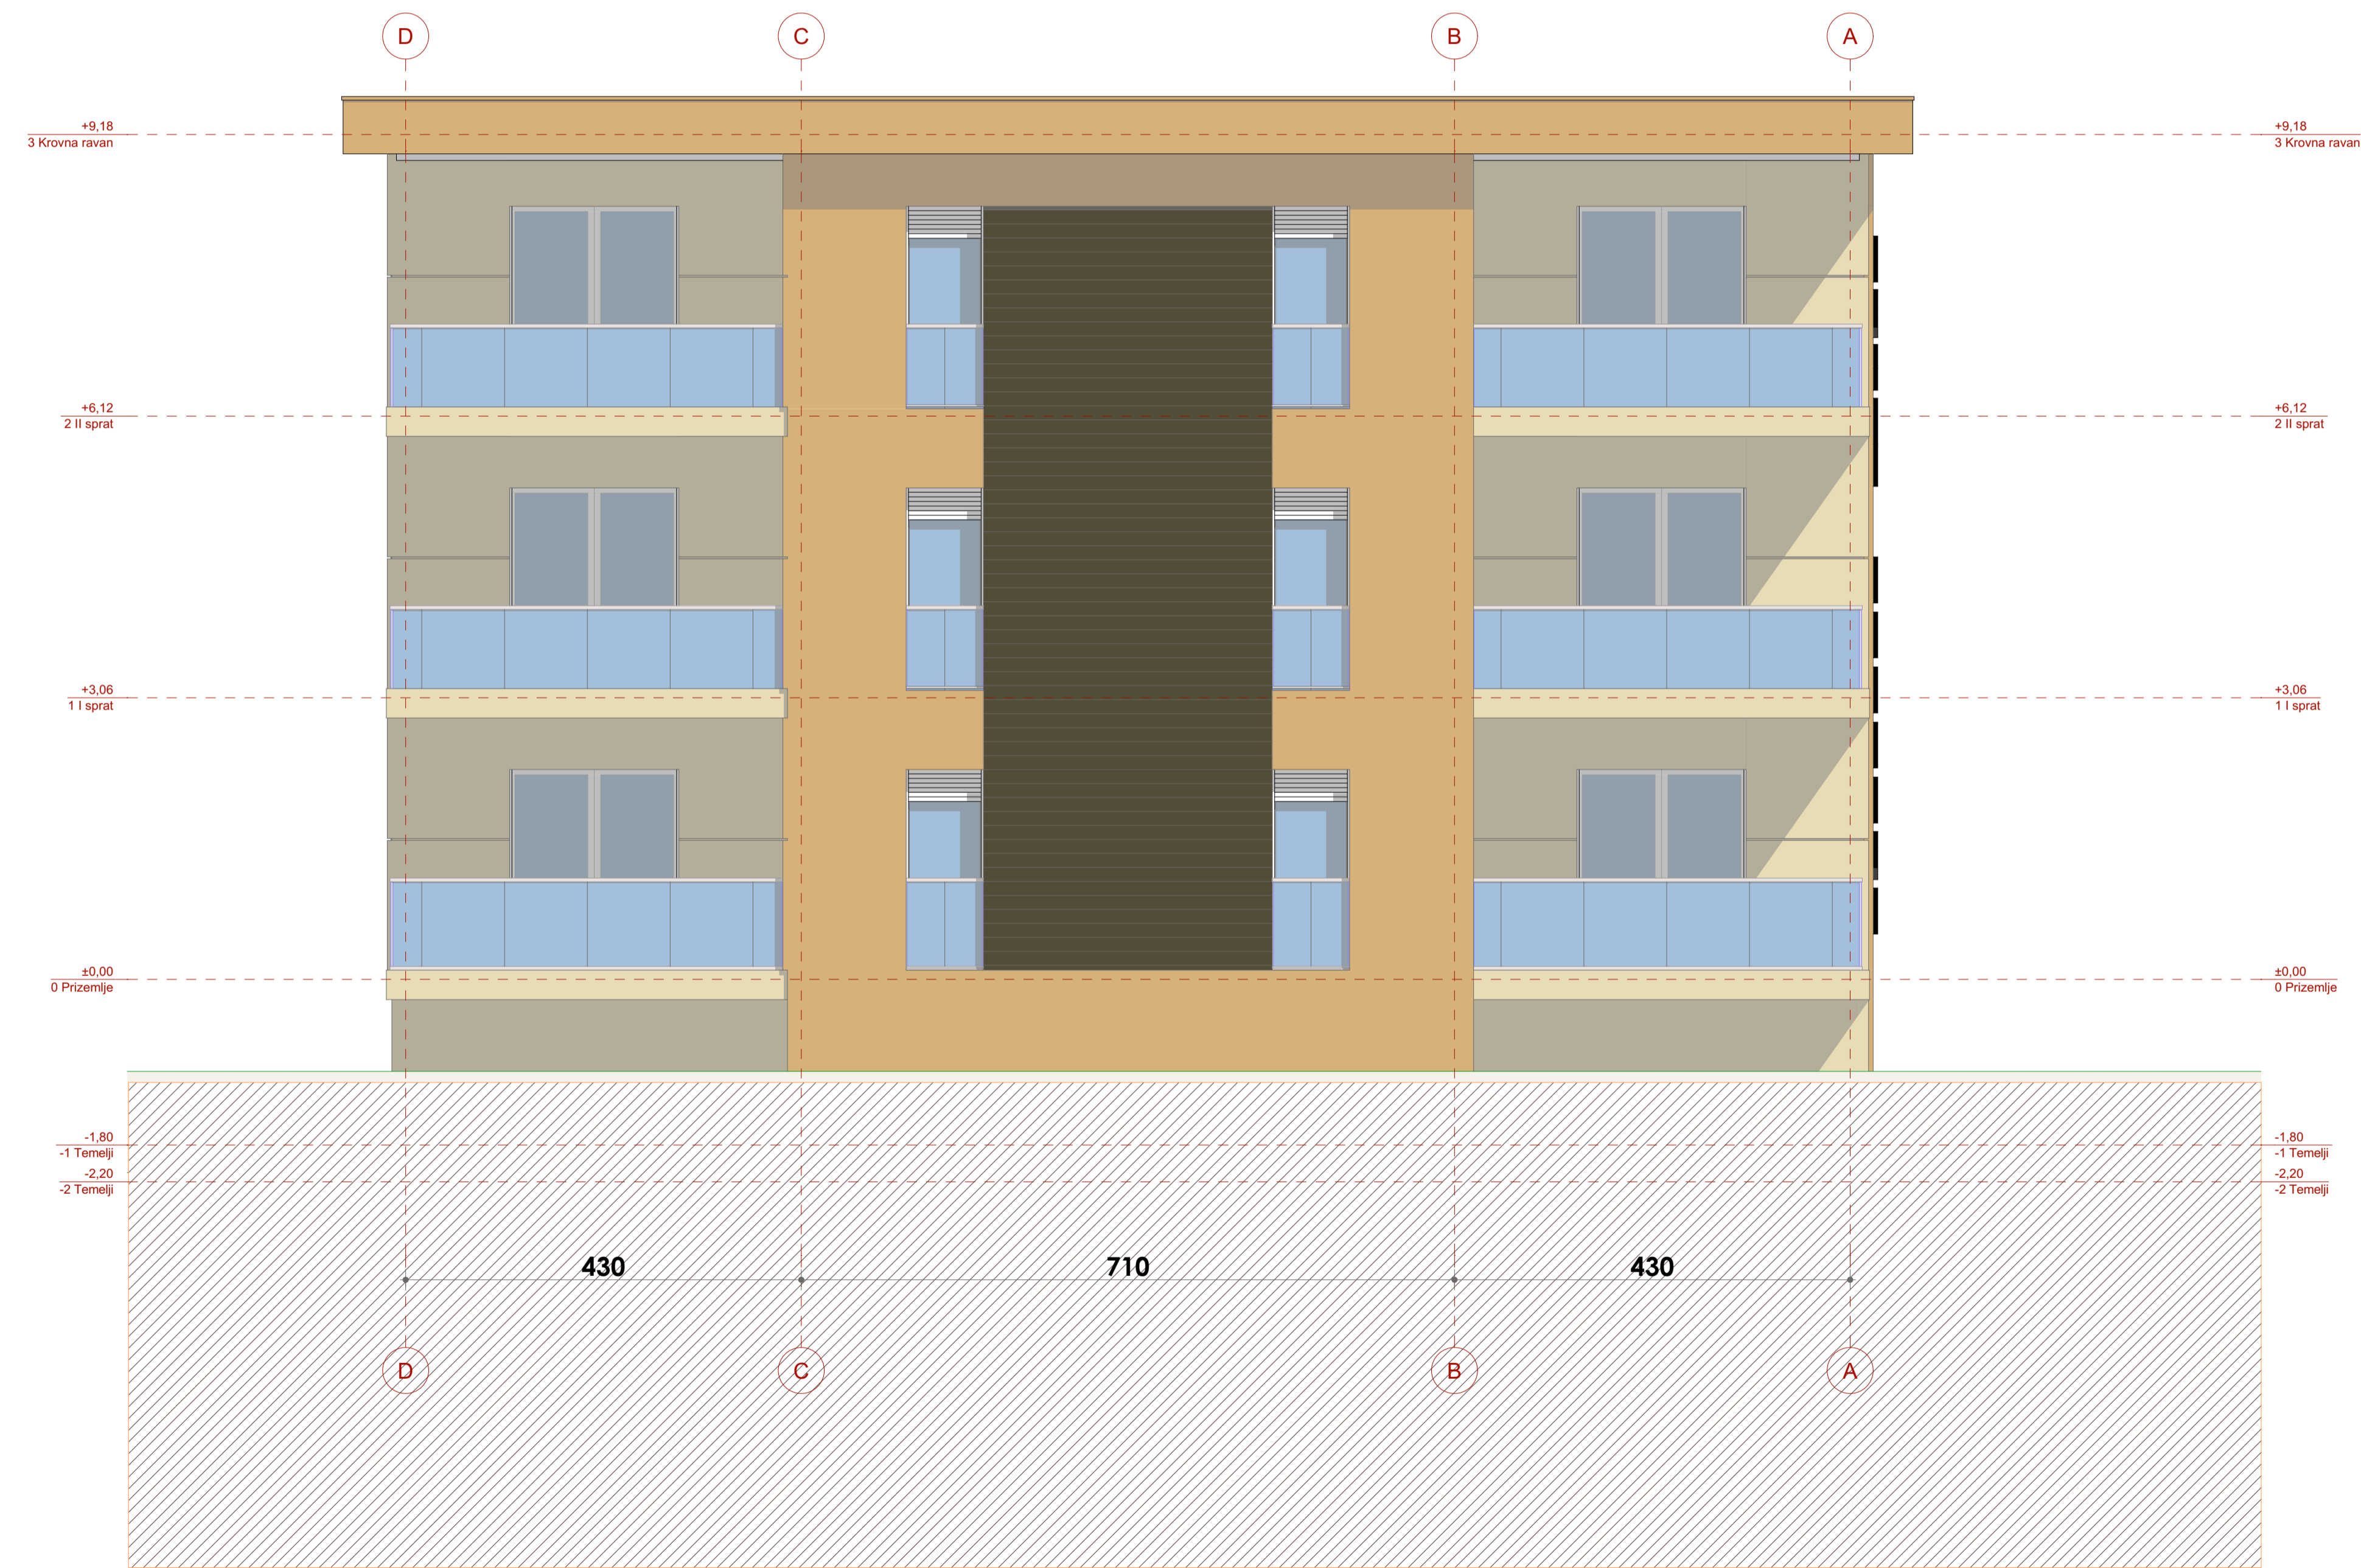 D C B A
+9,18 +9,18
3 Krovna ravan 3 Krovna ravan
+6,12 +6,12
2 II sprat 2 II sprat
+3,06 +3,06
1 I sprat 1 I sprat
±0,00 ±0,00
0 Prizemlje 0 Prizemlje
-1,80 -1,80
-1 Temelji -1 Temelji
-2,20 -2,20
-2 Temelji -2 Temelji
430 710 430
D C B A